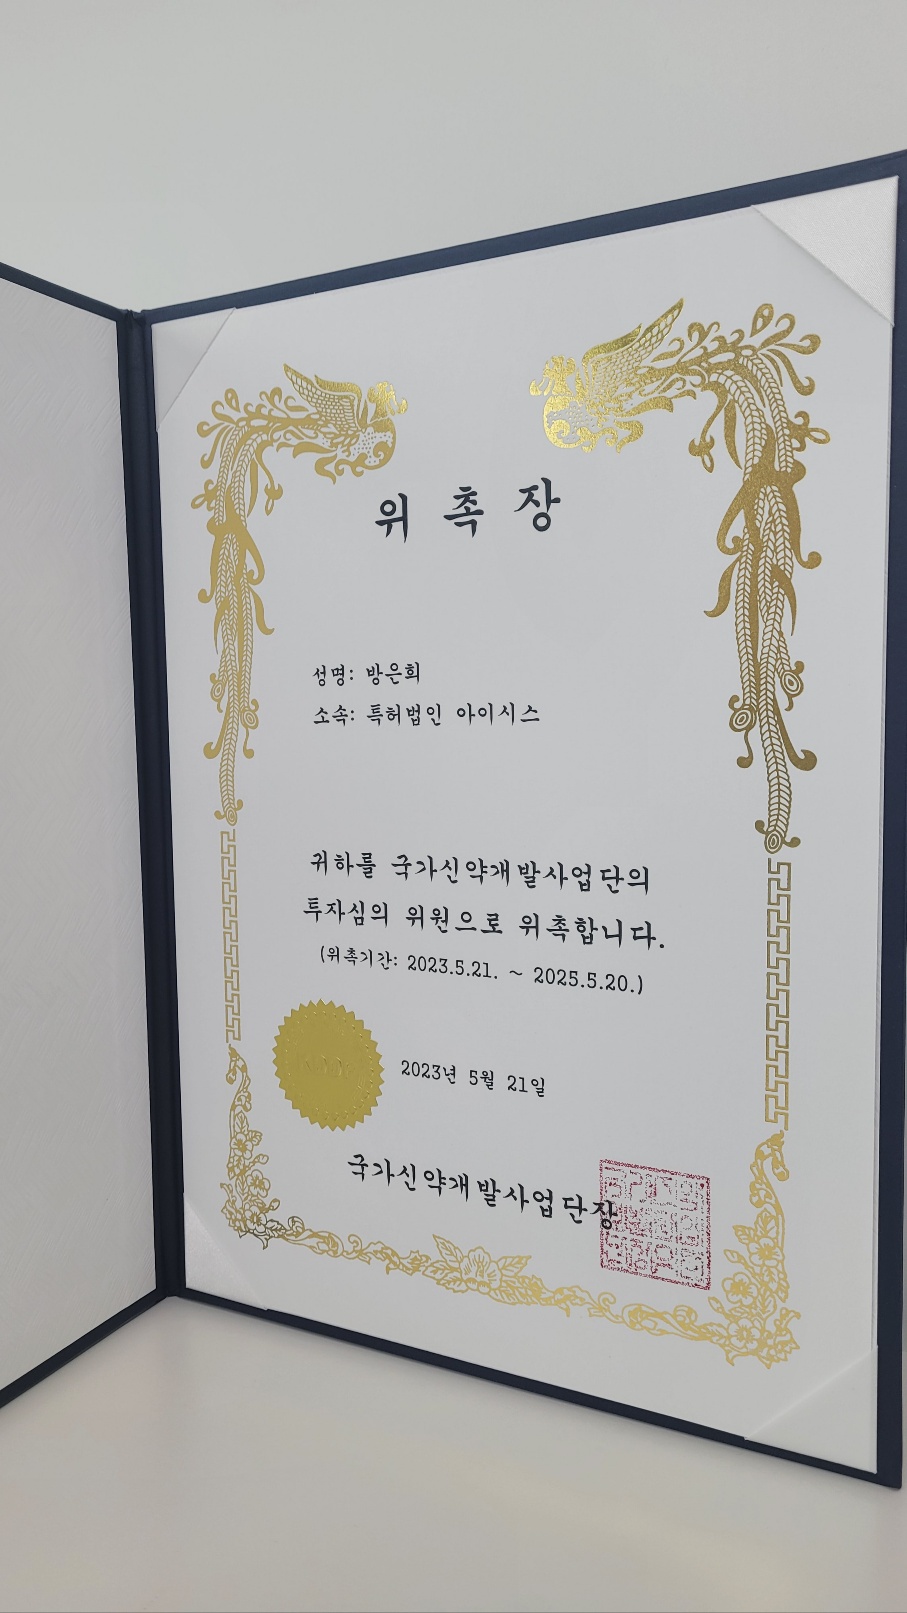 위 촉 장
성명: 방은희
소속: 특허법인 아이시스
귀하를 국가신약개발사업단의
투자심의 위원으로 위촉합니다.
(위촉기간: 2023.5.21. ~ 2025.5.20.)
2023년 5월 21일
국가신약개발사업단장